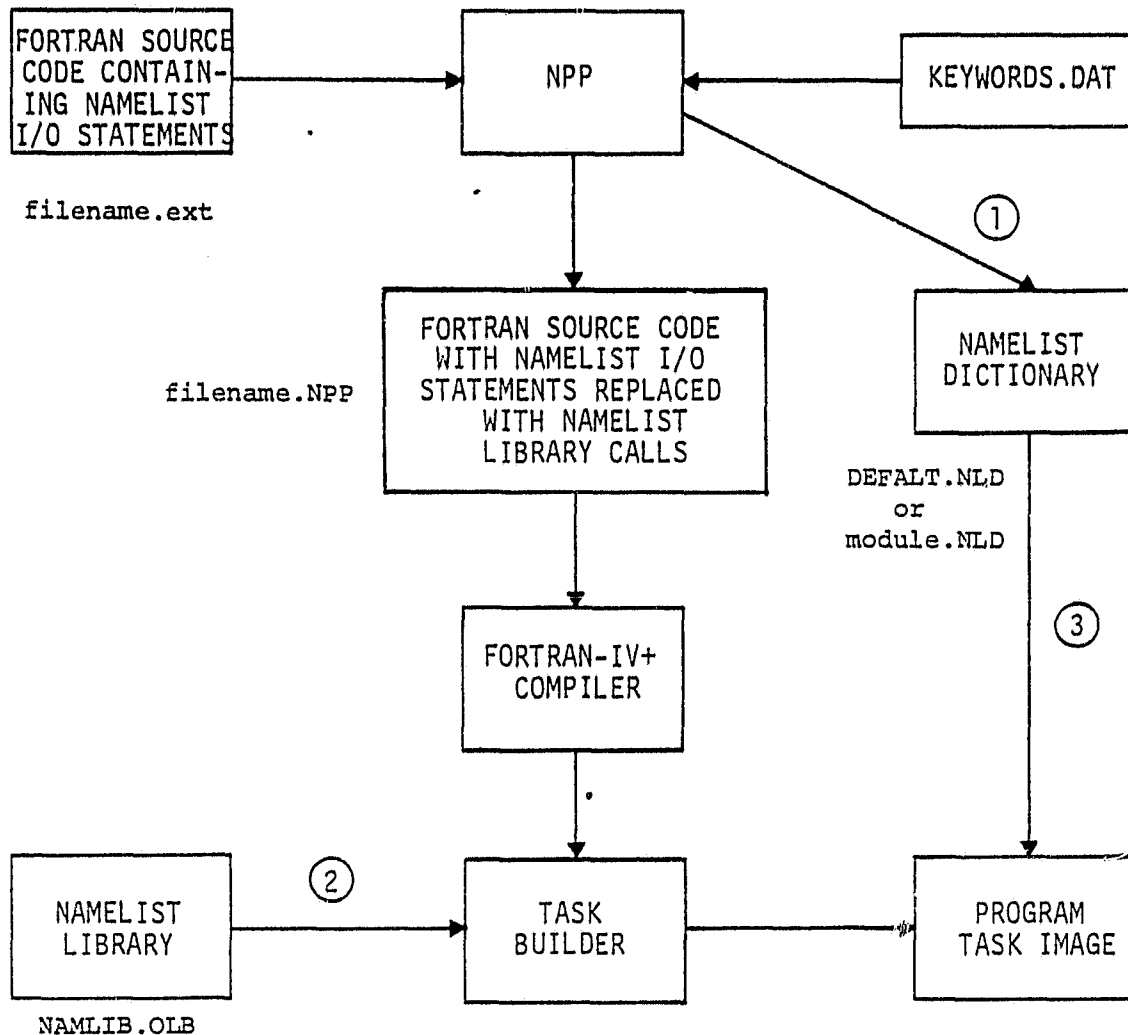 FORTRAN SOURCE
CODE CONTAIN-
ING NAMELIST
I/O STATEMENTS
filename.ext
NPP
KEYWORDS.DAT
1
filename.NPP
FORTRAN SOURCE CODE
WITH NAMELIST I/O
STATEMENTS REPLACED
WITH NAMELIST
LIBRARY CALLS
NAMELIST
DICTIONARY
DEFALT.NLD
or
module.NLD
3
FORTRAN-IV+
COMPILER
NAMELIST
LIBRARY
NAMLIB.OLB
2
TASK
BUILDER
PROGRAM
TASK IMAGE